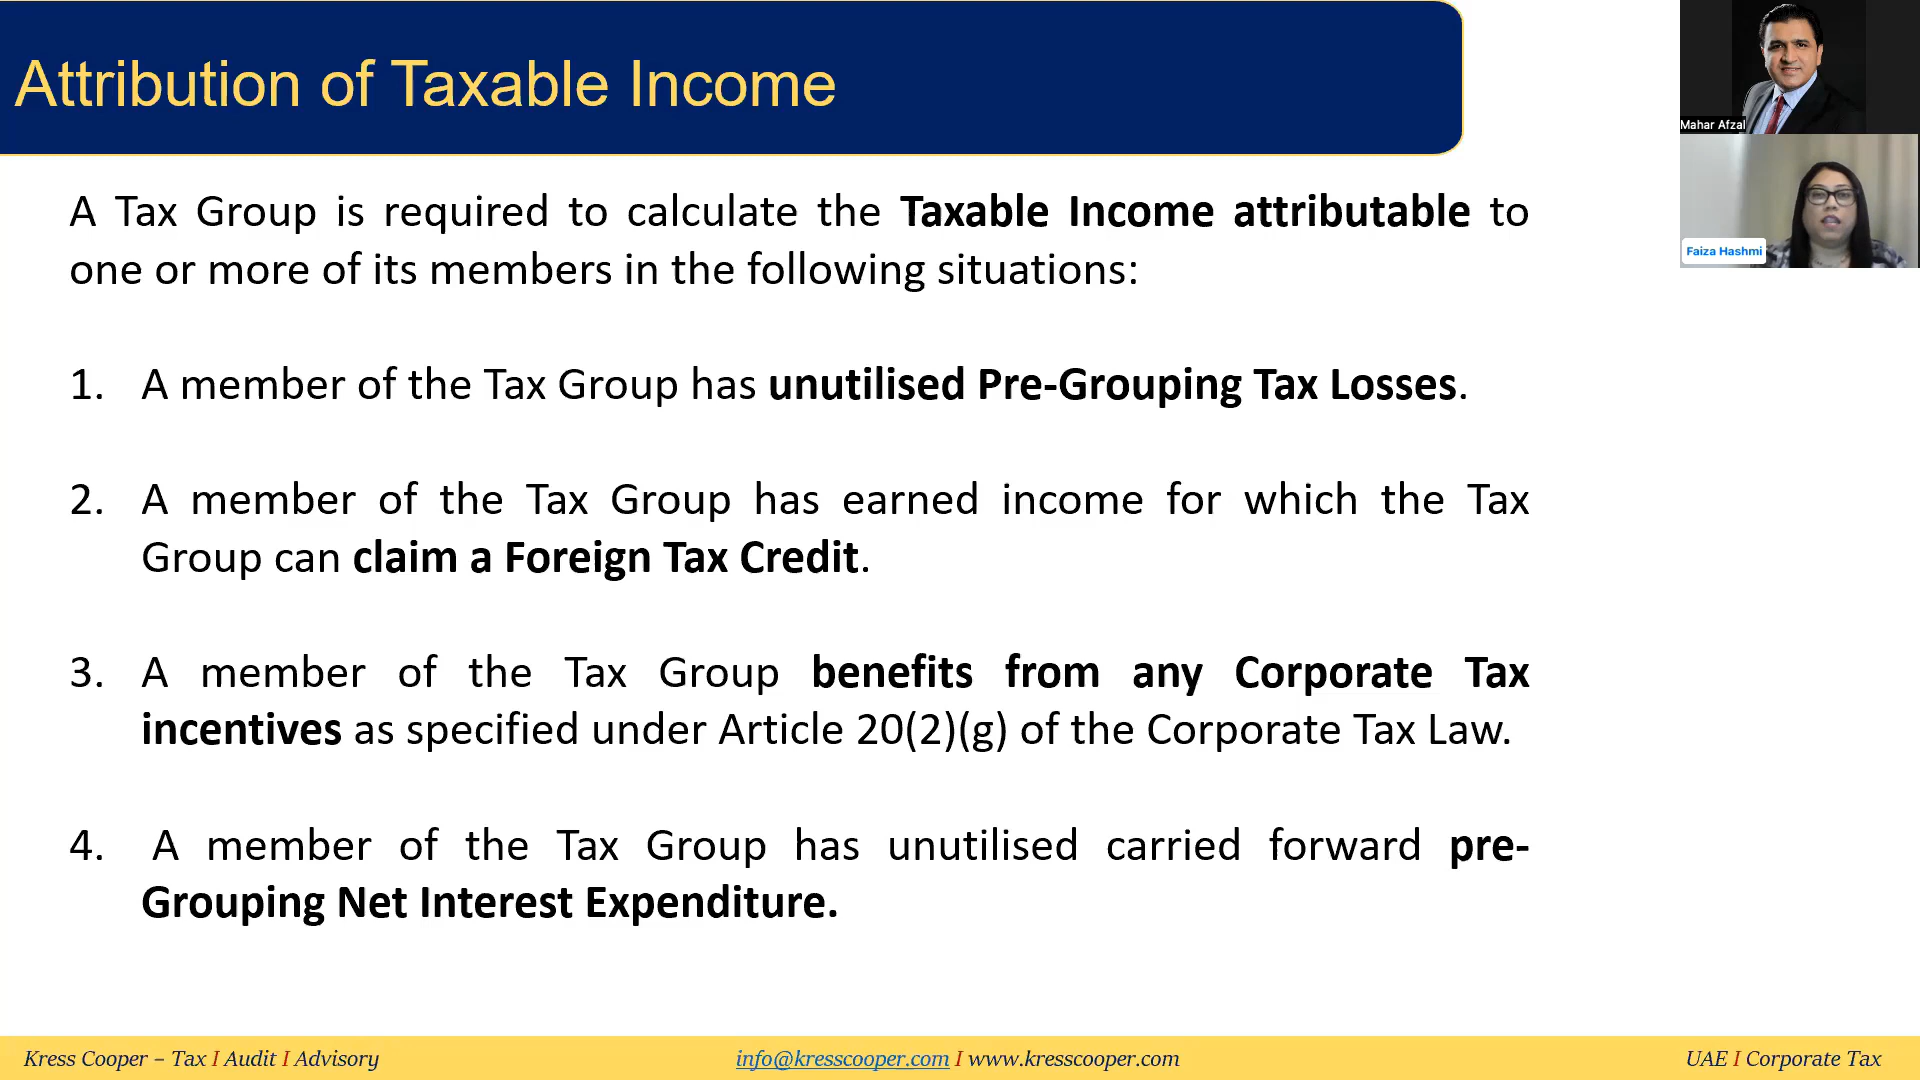 Attribution of Taxable Income
A Tax Group is required to calculate the Taxable Income attributable to
one or more of its members in the following situations:
1. A member of the Tax Group has unutilised Pre-Grouping Tax Losses.
2. A member of the Tax Group has earned income for which the Tax
Group can claim a Foreign Tax Credit.
3. A member of the Tax Group benefits from any Corporate Tax
incentives as specified under Article 20(2)(g) of the Corporate Tax Law.
4. A member of the Tax Group has unutilised carried forward pre-
Grouping Net Interest Expenditure.
Mahar Afzal
Faiza Hashmi
Kress Cooper – Tax I Audit I Advisory
info@kresscooper.com I www.kresscooper.com
UAE I Corporate Tax